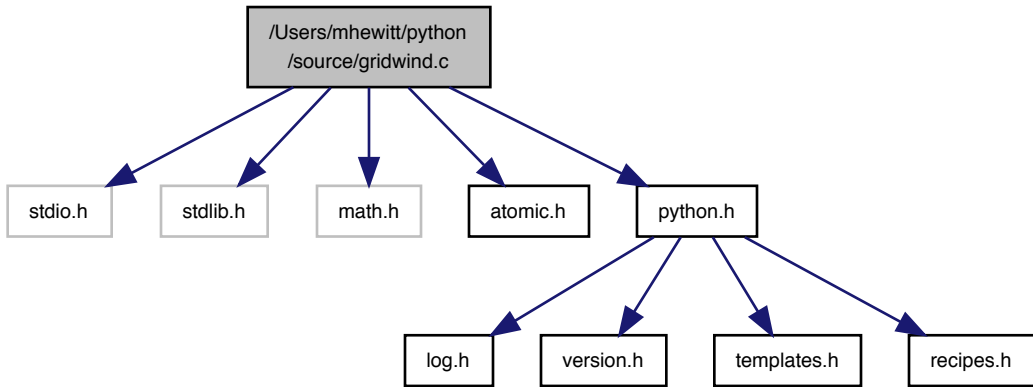 /Users/mhewitt/python
/source/gridwind.c
stdio.h
stdlib.h
math.h
atomic.h
python.h
log.h
version.h
templates.h
recipes.h